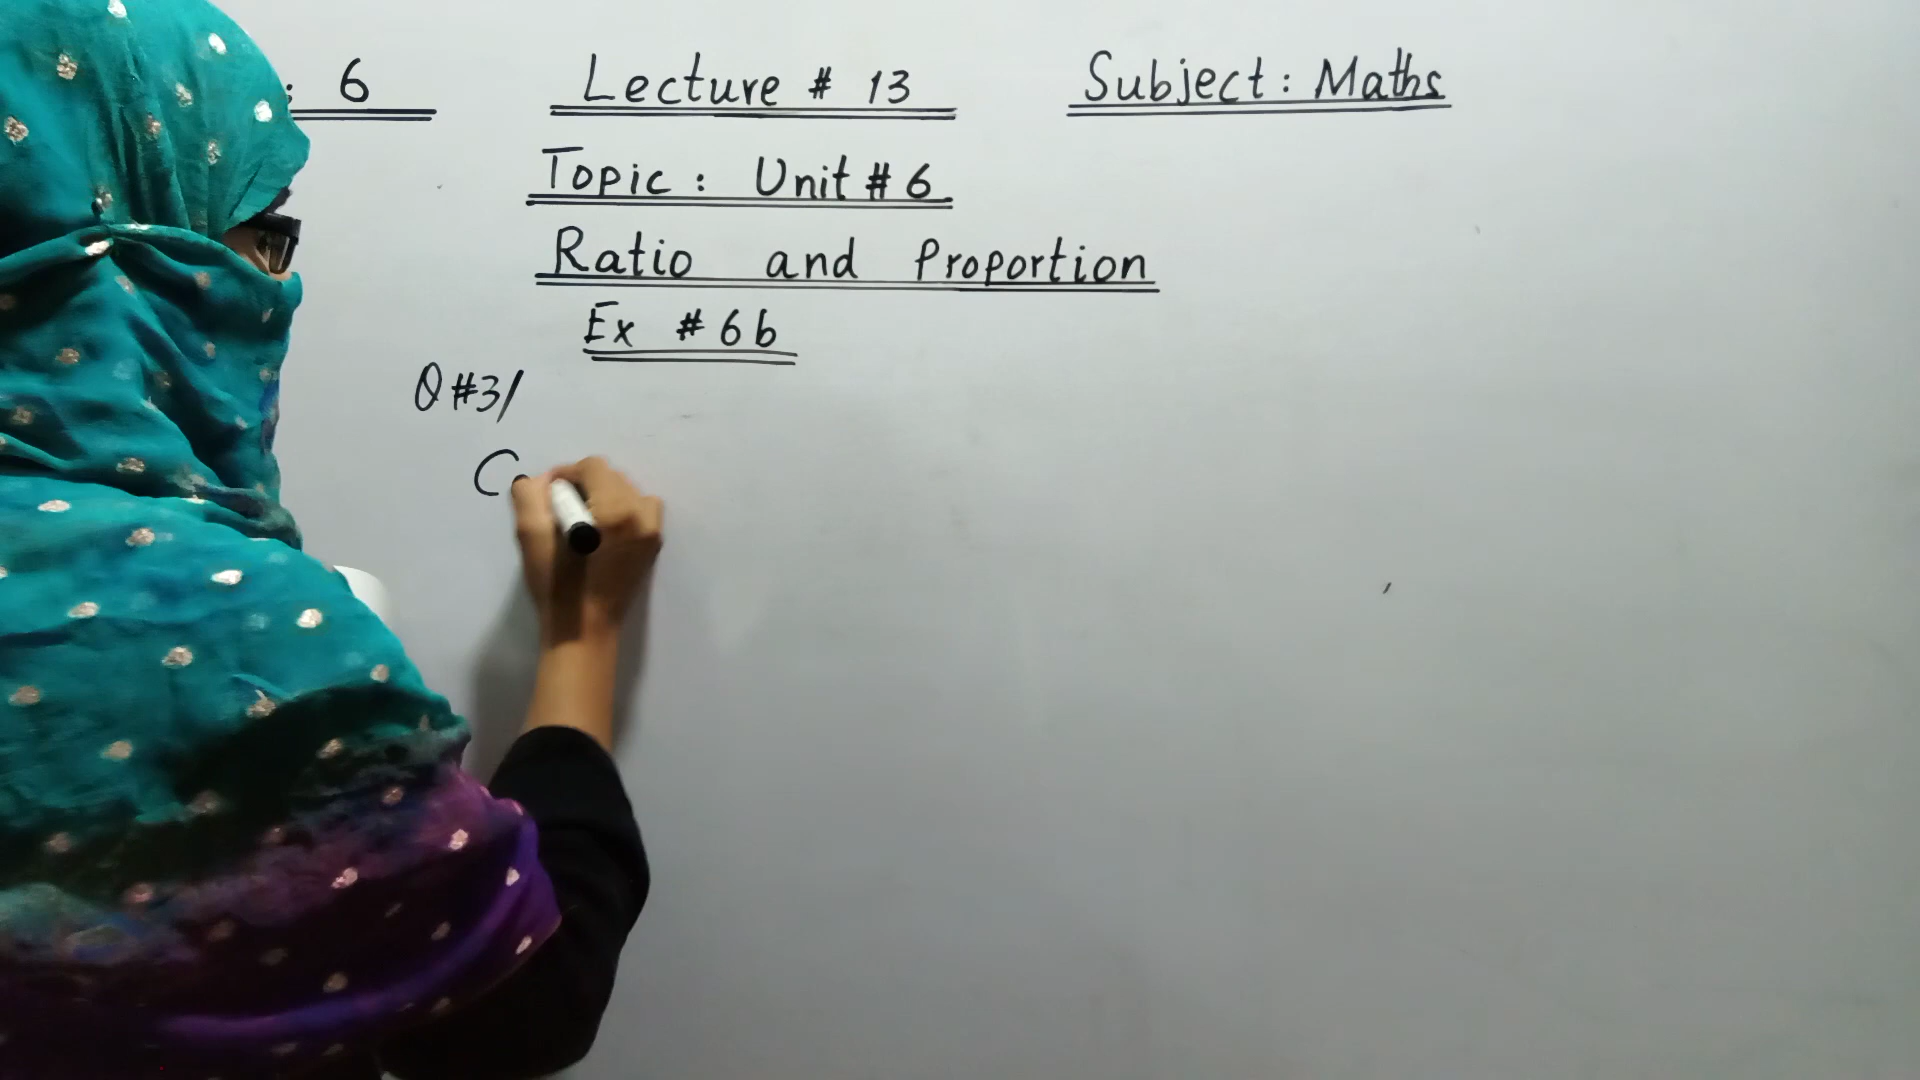 : 6 Lecture # 13 Subject: Maths
Topic: Unit # 6
Ratio and Proportion
Ex # 6b
Q#3/
C